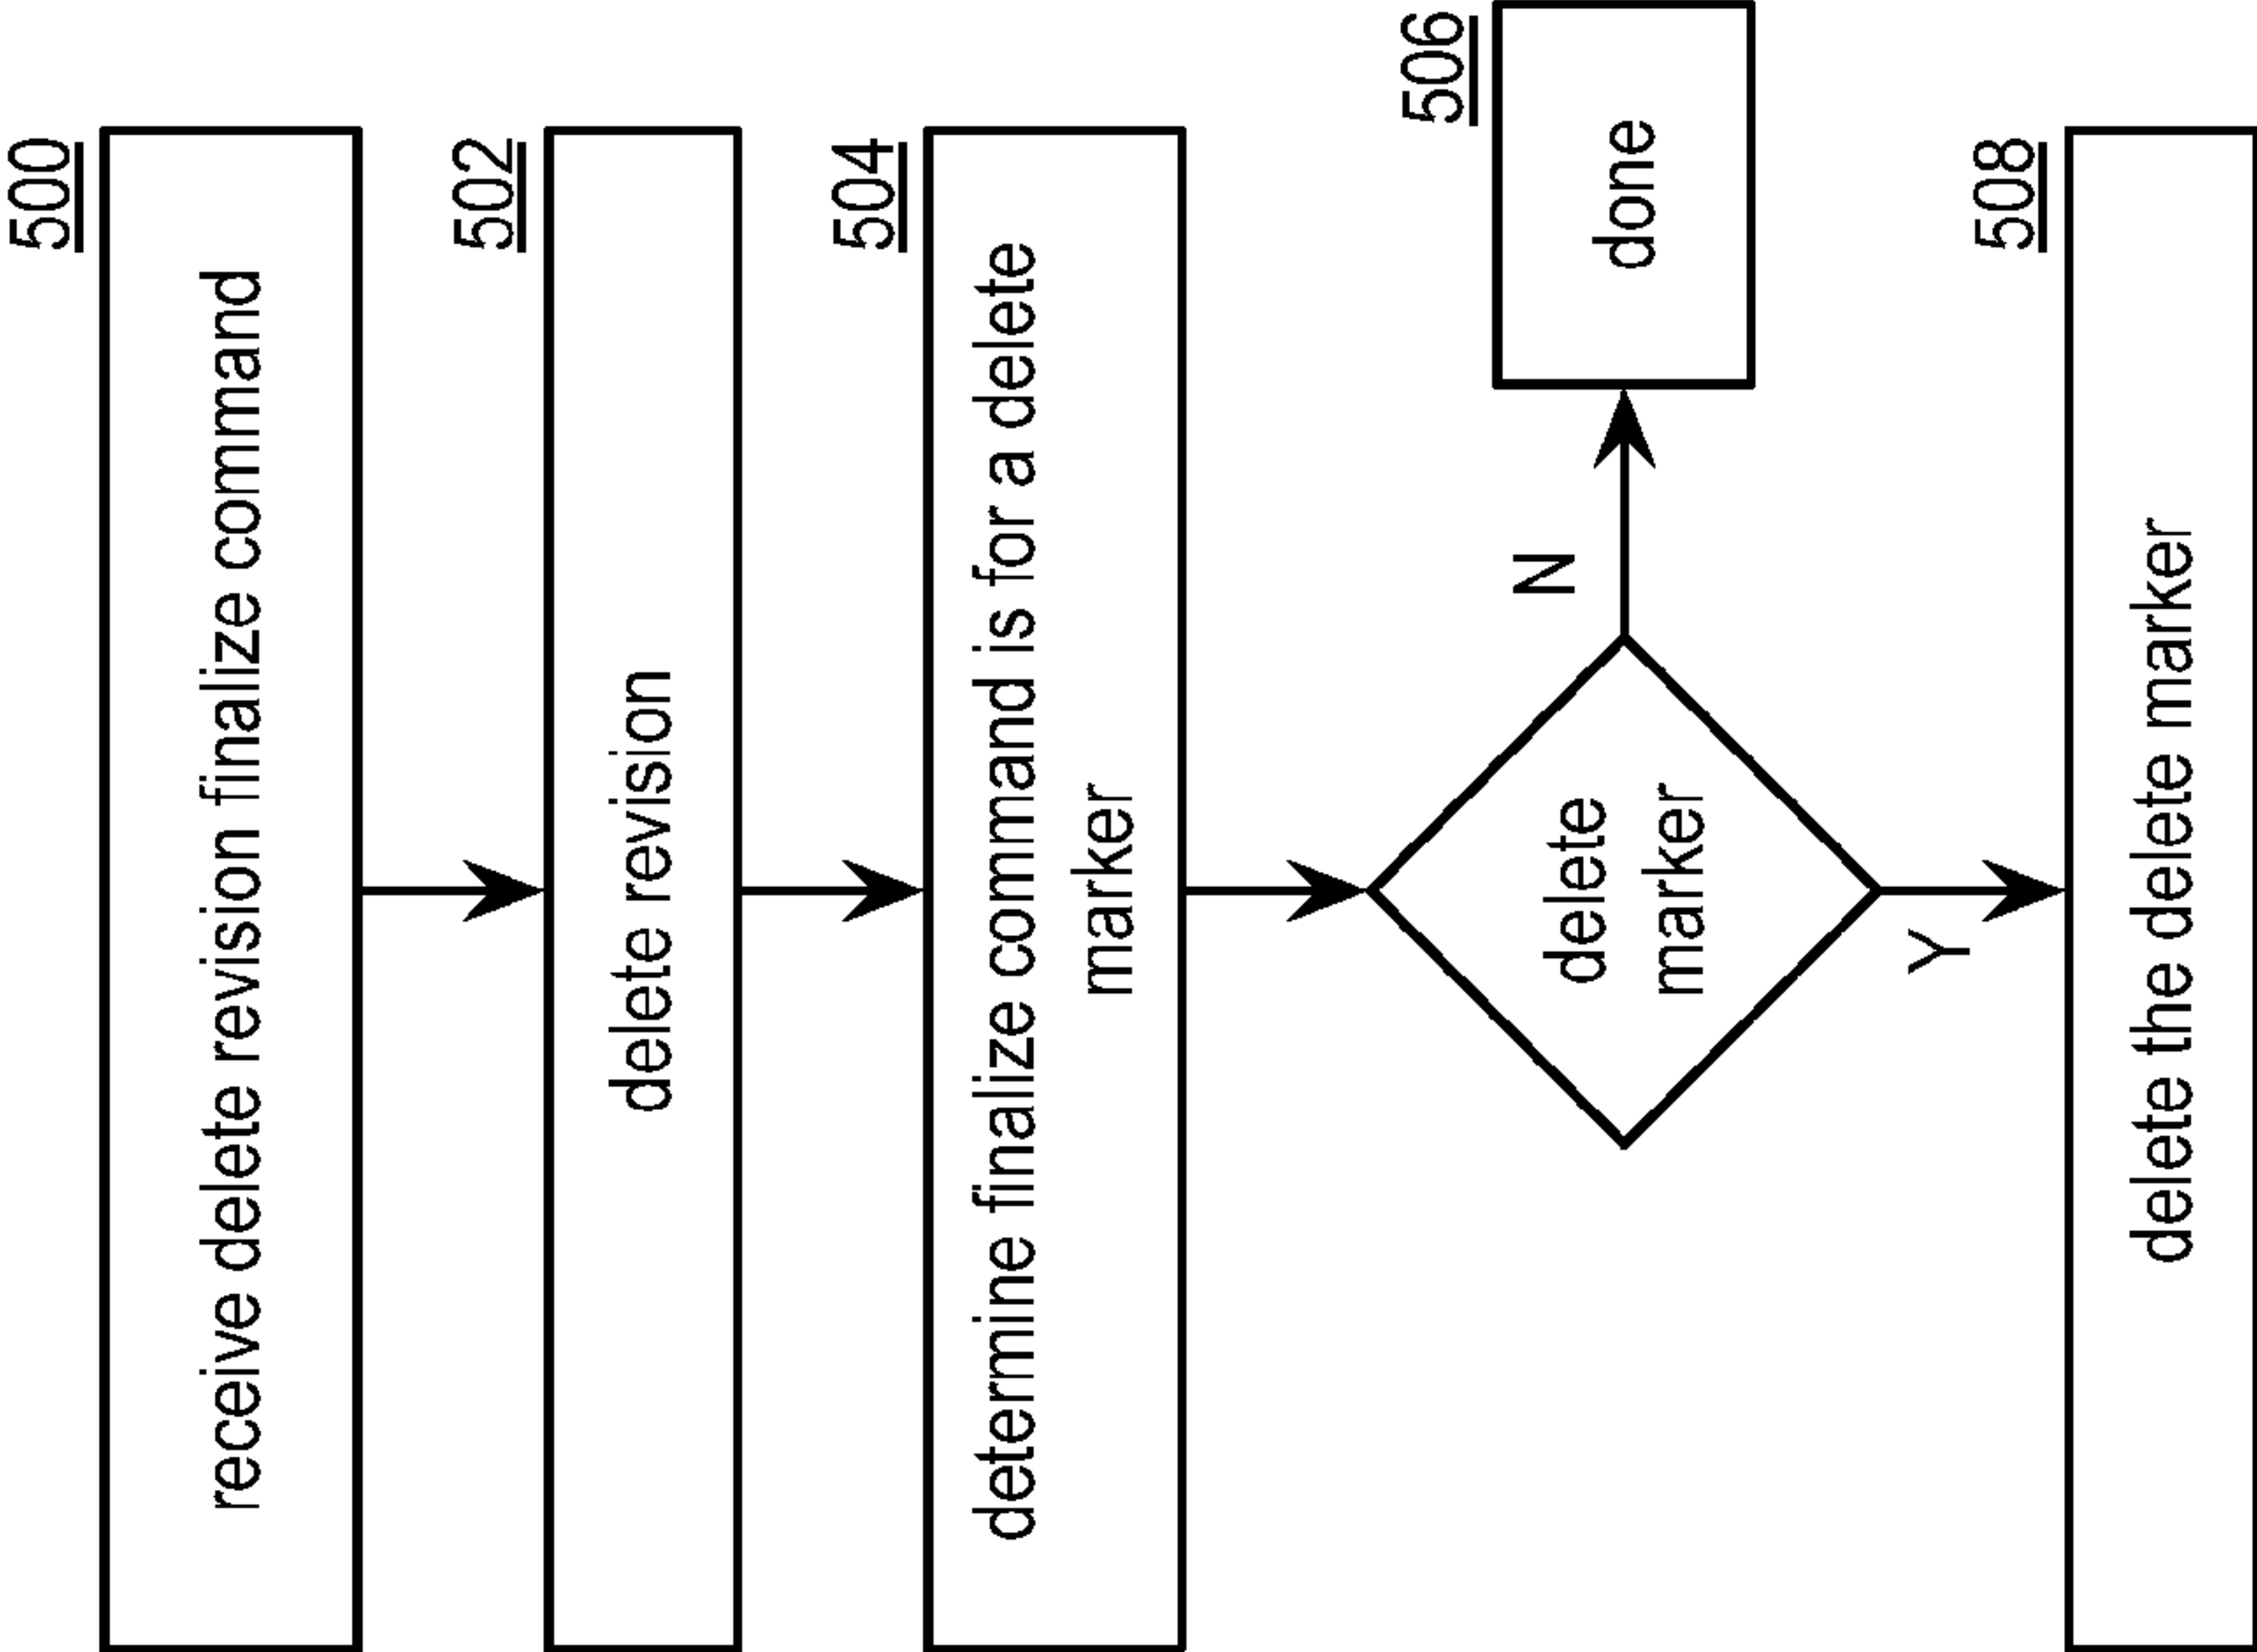 500
receive delete revision finalize command
502
delete revision
504
determine finalize command is for a delete
marker
delete
marker
N
506
done
Y
508
delete the delete marker